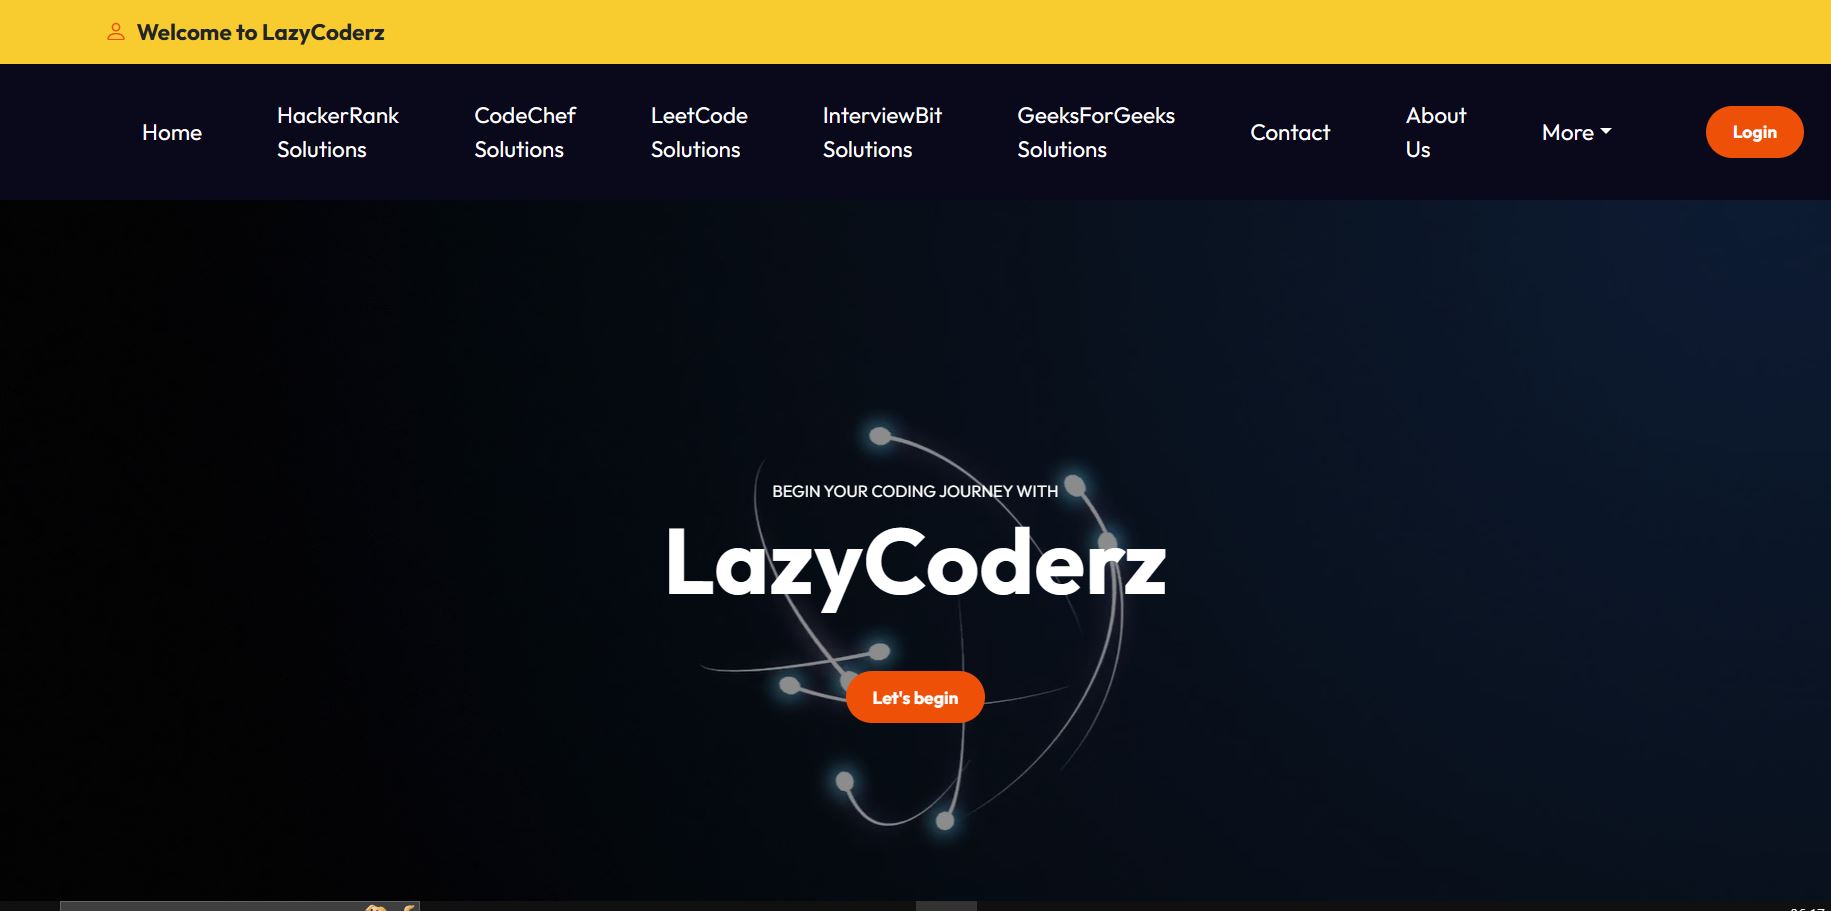 Welcome to LazyCoderz
Home
HackerRank
Solutions
CodeChef
Solutions
LeetCode
Solutions
InterviewBit
Solutions
GeeksForGeeks
Solutions
Contact
About
Us
More
Login
BEGIN YOUR CODING JOURNEY WITH
LazyCoderz
Let's begin